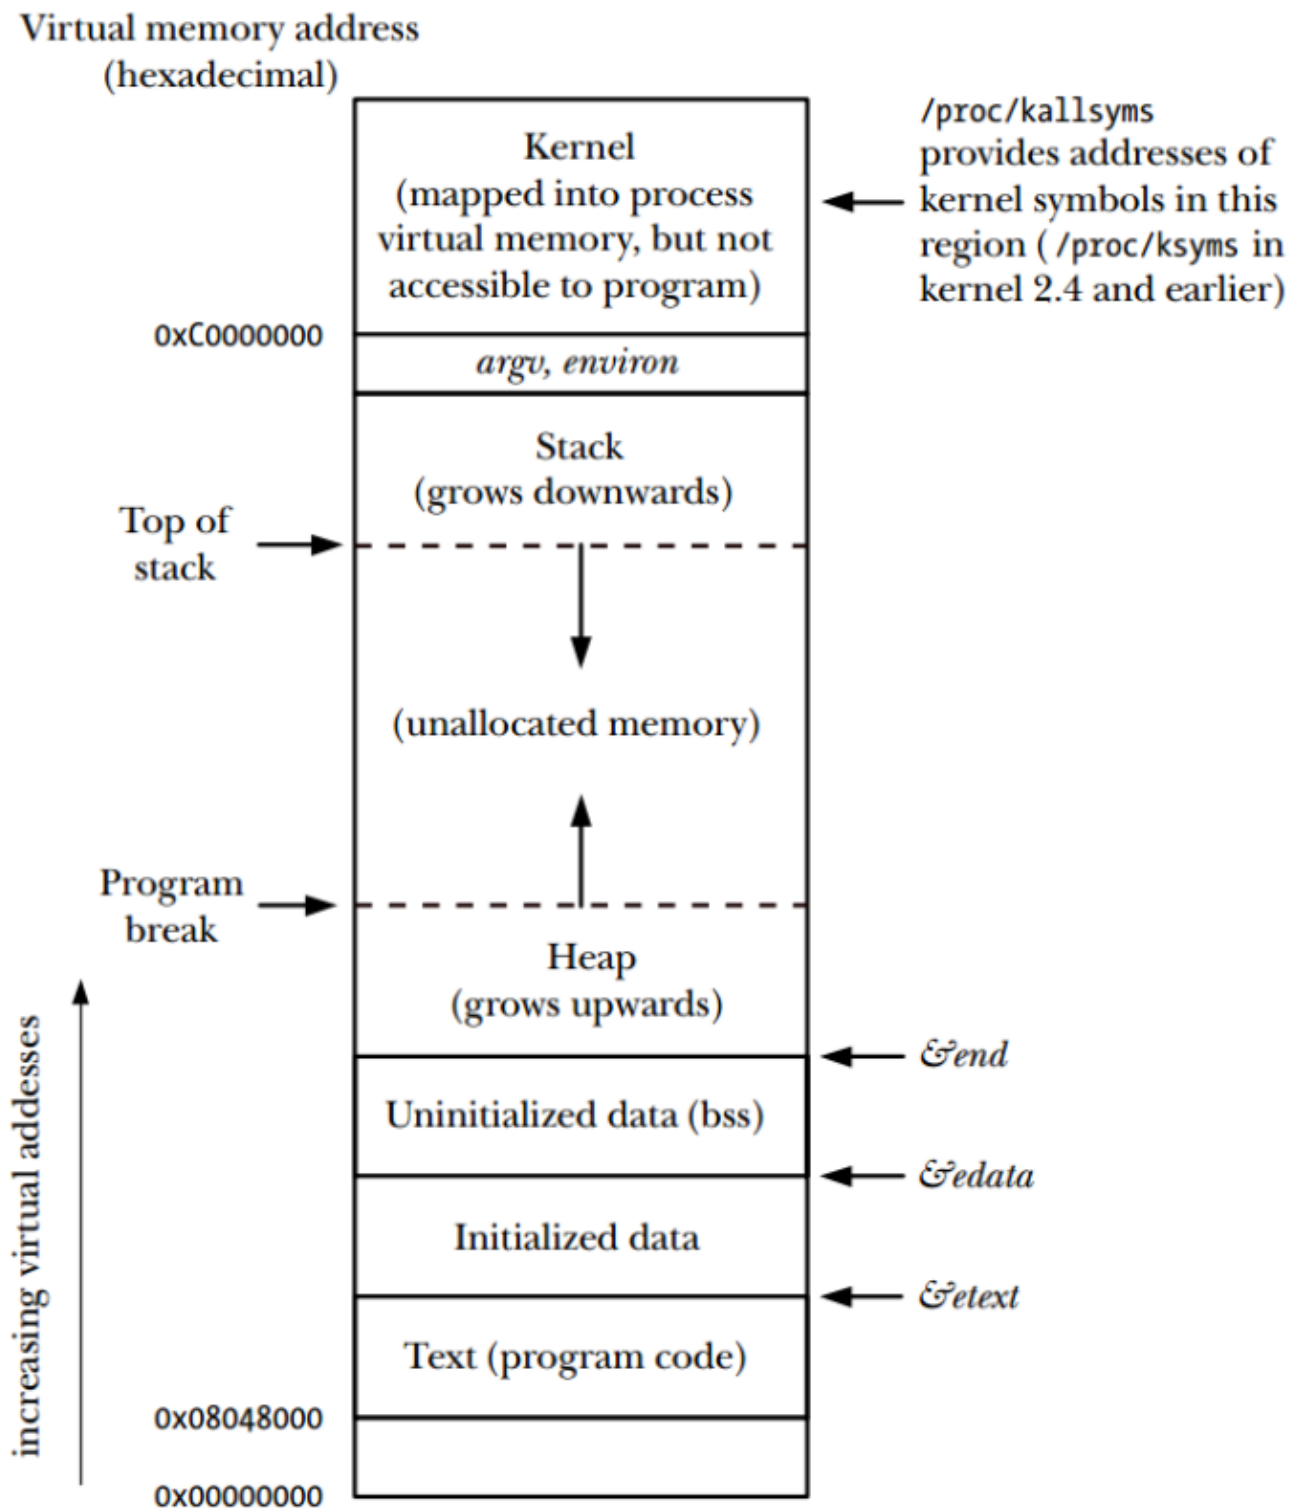 Virtual memory address
(hexadecimal)
Kernel
(mapped into process
virtual memory, but not
accessible to program)
/proc/kallsyms
provides addresses of
kernel symbols in this
region ( /proc/ksyms in
kernel 2.4 and earlier)
0xC0000000
argv, environ
Stack
(grows downwards)
Top of
stack
(unallocated memory)
Program
break
Heap
(grows upwards)
&end
Uninitialized data (bss)
&edata
Initialized data
&etext
Text (program code)
0x08048000
0x00000000
increasing virtual addesses